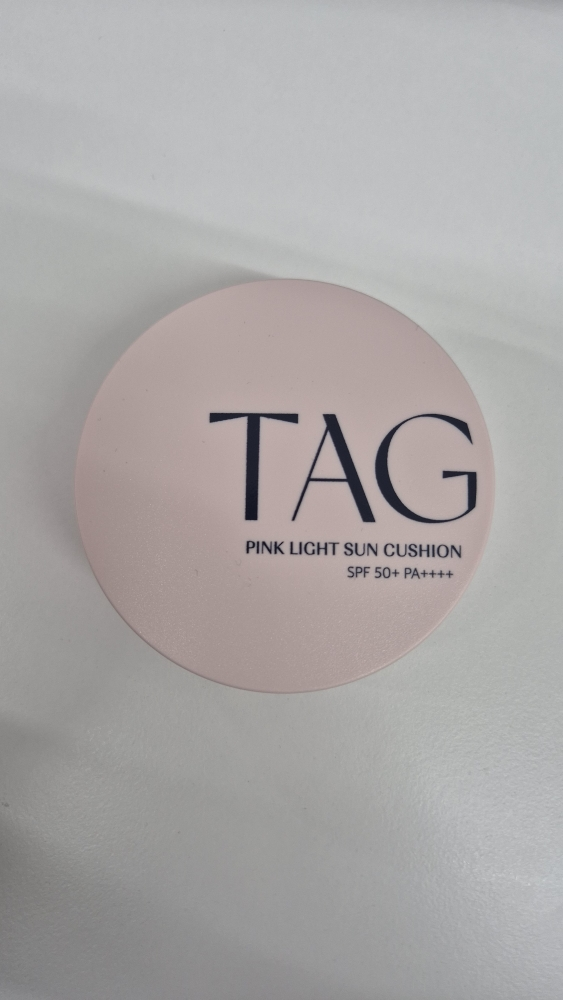 TAG
PINK LIGHT SUN CUSHION
SPF 50+ PA++++